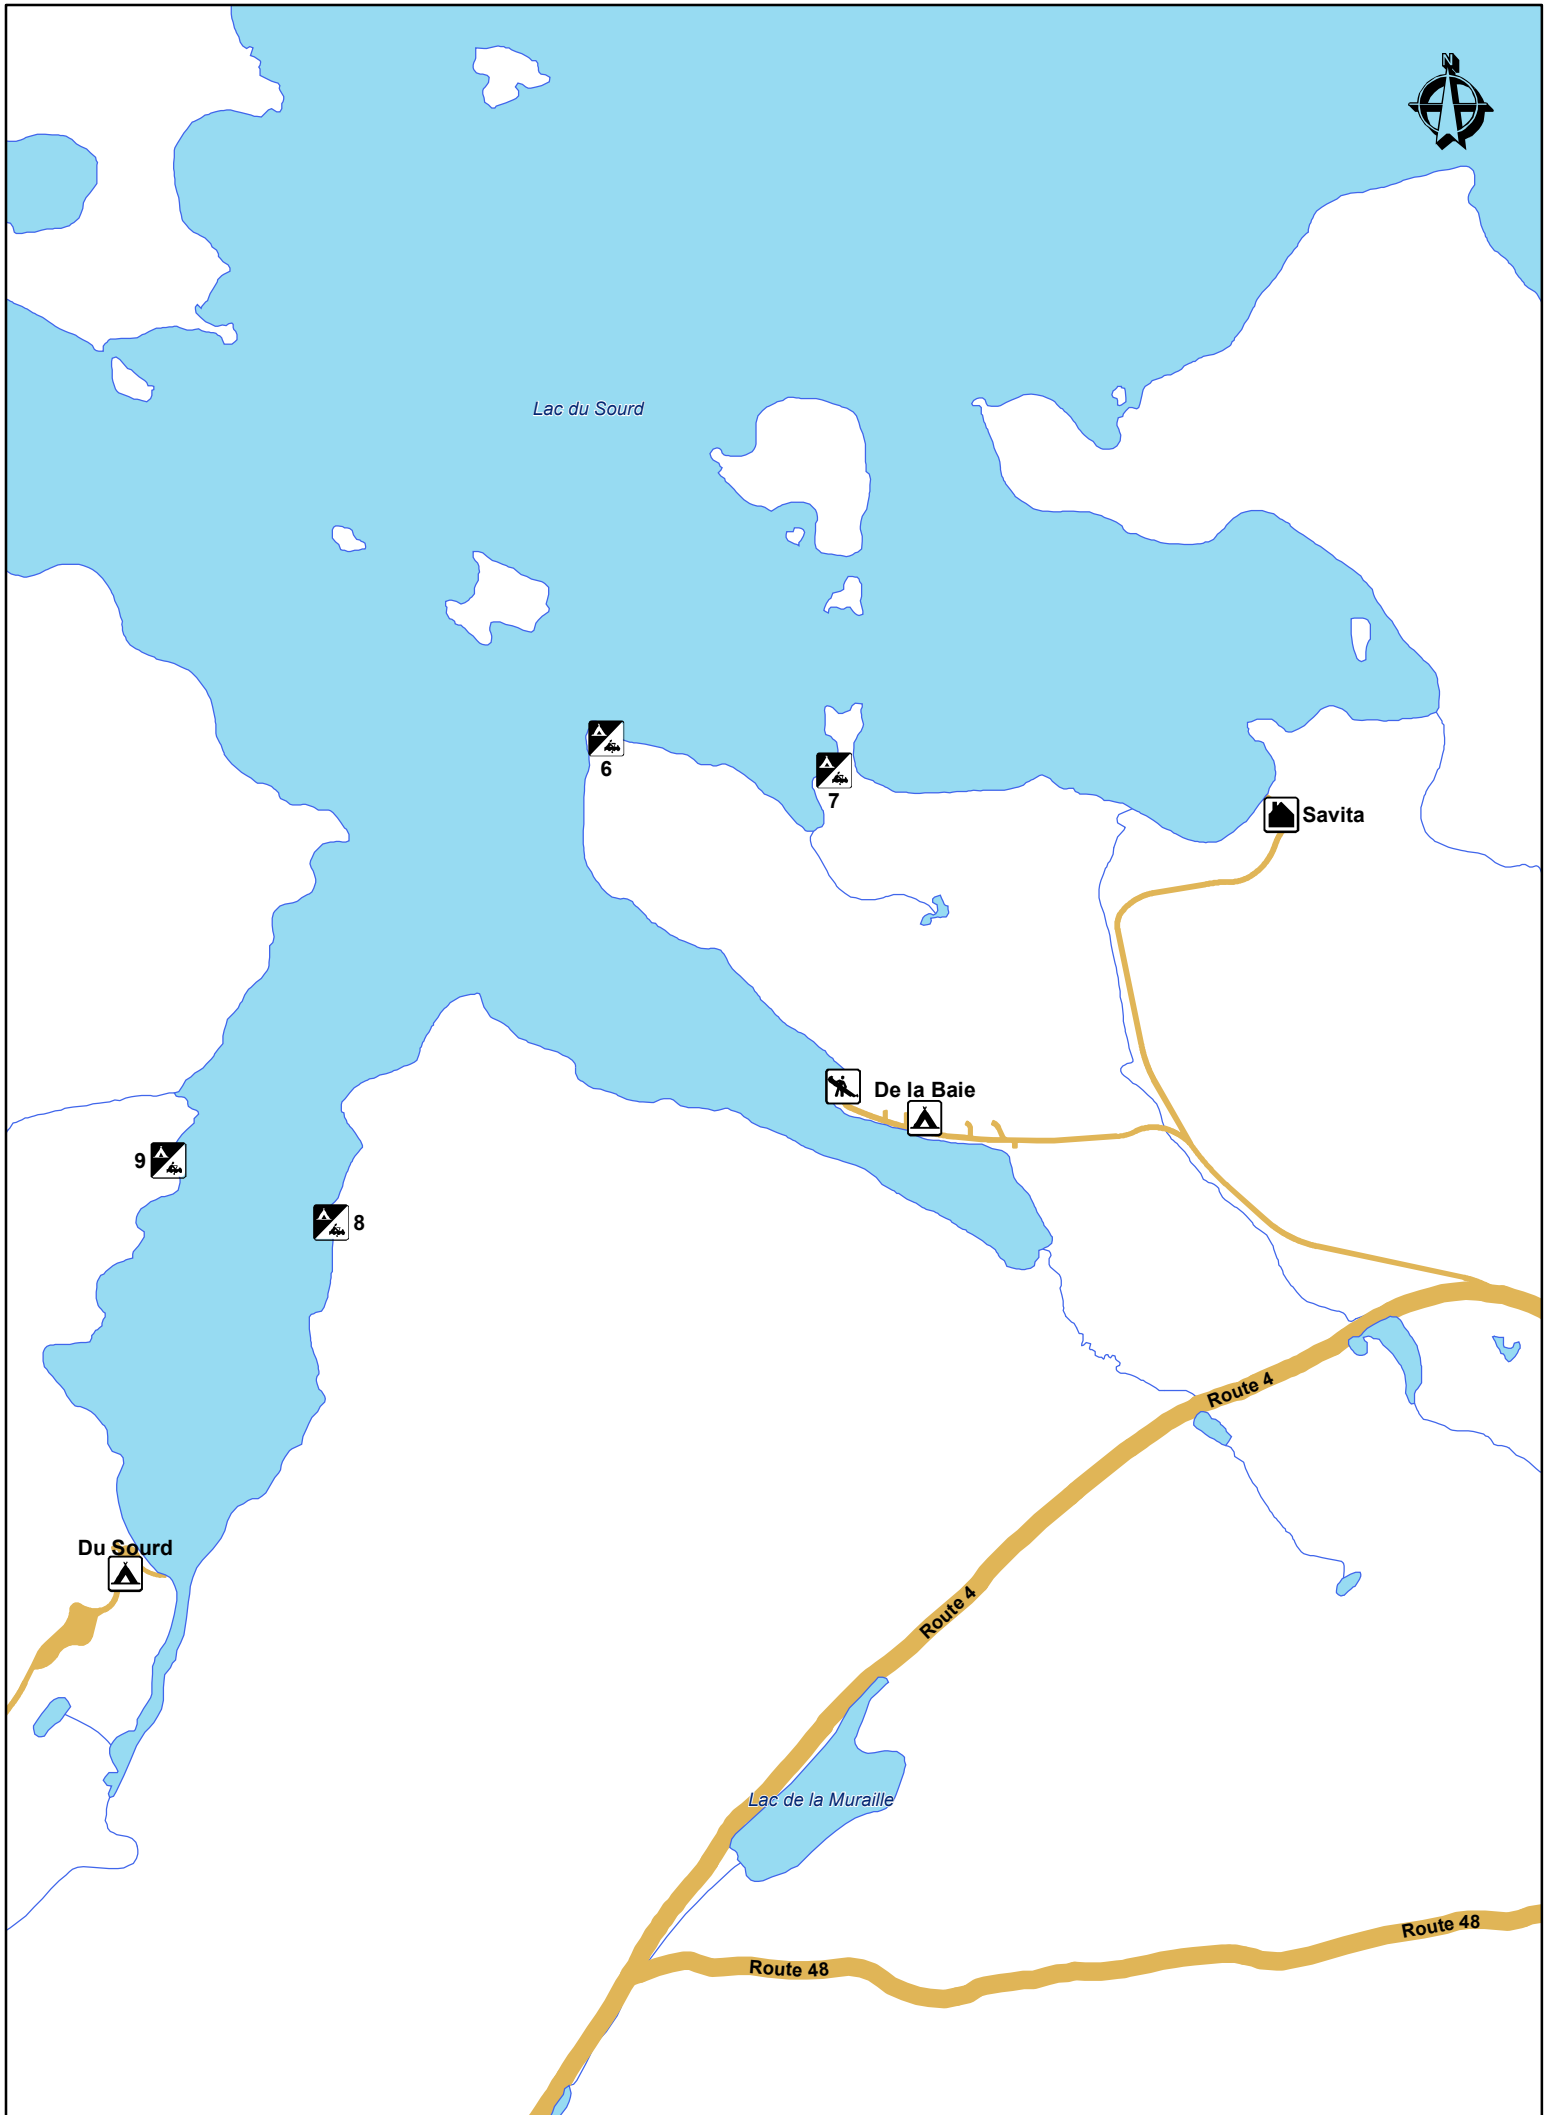 N
Lac du Sourd
6
7
Savita
De la Baie
9
8
Route 4
Du Sourd
Route 4
Lac de la Muraille
Route 48
Route 48